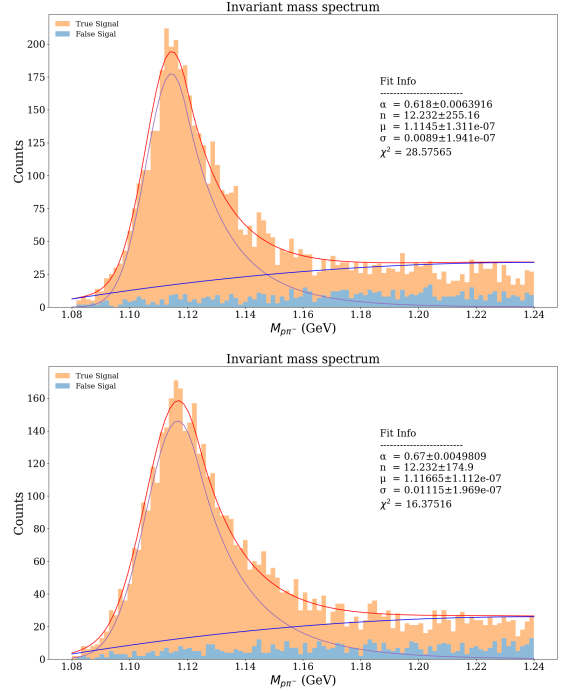 Invariant mass spectrum
True Signal
False Sigal
Fit Info
-------------------------
α = 0.618±0.0063916
n = 12.232±255.16
μ = 1.1145±1.311e-07
σ = 0.0089±1.941e-07
χ² = 28.57565
Counts
200
175
150
125
100
75
50
25
0
1.08 1.10 1.12 1.14 1.16 1.18 1.20 1.22 1.24
Mpπ⁻ (GeV)
Invariant mass spectrum
True Signal
False Sigal
Fit Info
-------------------------
α = 0.67±0.0049809
n = 12.232±174.9
μ = 1.11665±1.112e-07
σ = 0.01115±1.969e-07
χ² = 16.37516
Counts
160
140
120
100
80
60
40
20
0
1.08 1.10 1.12 1.14 1.16 1.18 1.20 1.22 1.24
Mpπ⁻ (GeV)